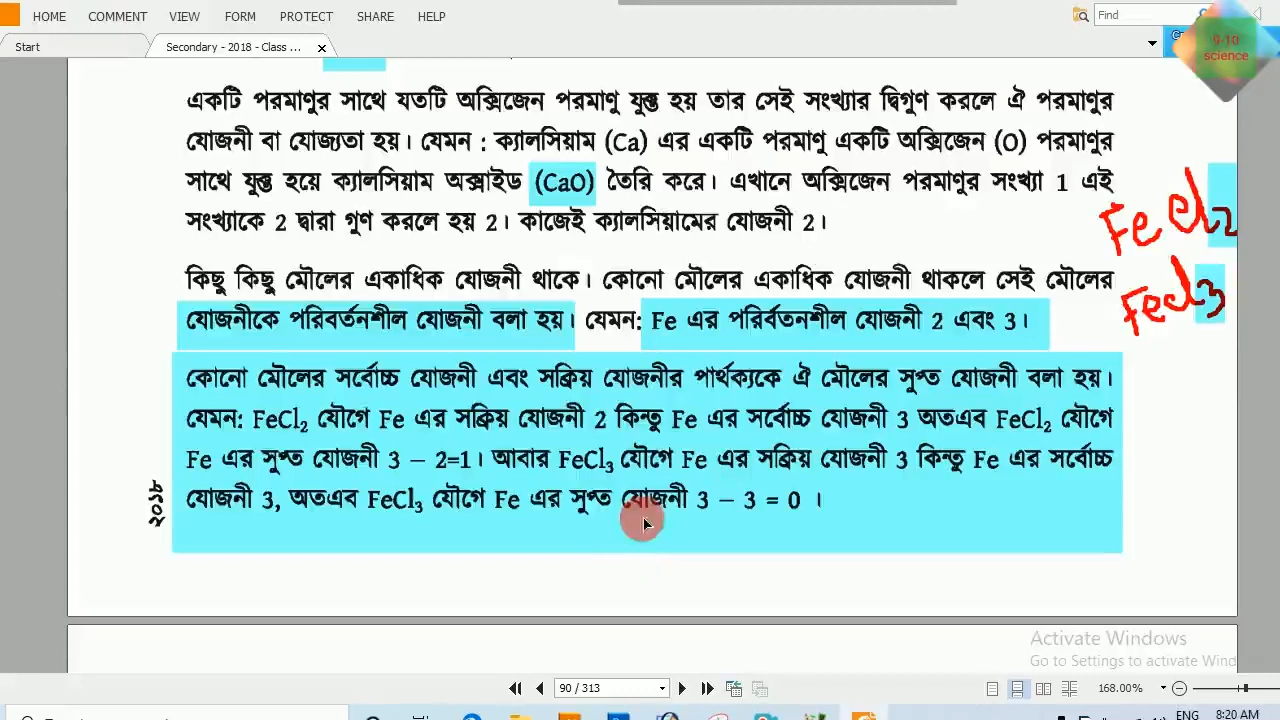 HOME COMMENT VIEW FORM PROTECT SHARE HELP Find
Start Secondary - 2018 - Class ...
9-10
science
একটি পরমাণুর সাথে যতটি অক্সিজেন পরমাণু যুক্ত হয় তার সেই সংখ্যার দ্বিগুণ করলে ঐ পরমাণুর
যোজনী বা যোজ্যতা হয়। যেমন : ক্যালসিয়াম (Ca) এর একটি পরমাণু একটি অক্সিজেন (O) পরমাণুর
সাথে যুক্ত হয়ে ক্যালসিয়াম অক্সাইড (CaO) তৈরি করে। এখানে অক্সিজেন পরমাণুর সংখ্যা 1 এই
সংখ্যাকে 2 দ্বারা গুণ করলে হয় 2। কাজেই ক্যালসিয়ামের যোজনী 2।
FeCl2
কিছু কিছু মৌলের একাধিক যোজনী থাকে। কোনো মৌলের একাধিক যোজনী থাকলে সেই মৌলের
FeCl3
যোজনীকে পরিবর্তনশীল যোজনী বলা হয়। যেমন: Fe এর পরির্বতনশীল যোজনী 2 এবং 3।
কোনো মৌলের সর্বোচ্চ যোজনী এবং সক্রিয় যোজনীর পার্থক্যকে ঐ মৌলের সুপ্ত যোজনী বলা হয়।
যেমন: FeCl₂ যৌগে Fe এর সক্রিয় যোজনী 2 কিন্তু Fe এর সর্বোচ্চ যোজনী 3 অতএব FeCl₂ যৌগে
Fe এর সুপ্ত যোজনী 3 – 2=1। আবার FeCl₃ যৌগে Fe এর সক্রিয় যোজনী 3 কিন্তু Fe এর সর্বোচ্চ
যোজনী 3, অতএব FeCl₃ যৌগে Fe এর সুপ্ত যোজনী 3 – 3 = 0 ।
২০১৮
Activate Windows
Go to Settings to activate Wind
90 / 313 168.00%
ENG 8:20 AM